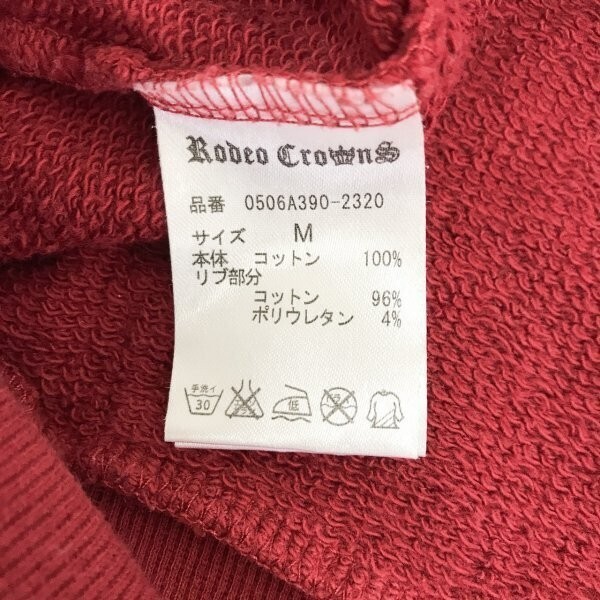 Rodeo Crowns
品番 0506A390-2320
サイズ M
本体 コットン 100%
リブ部分
コットン 96%
ポリウレタン 4%
手洗イ 30 低